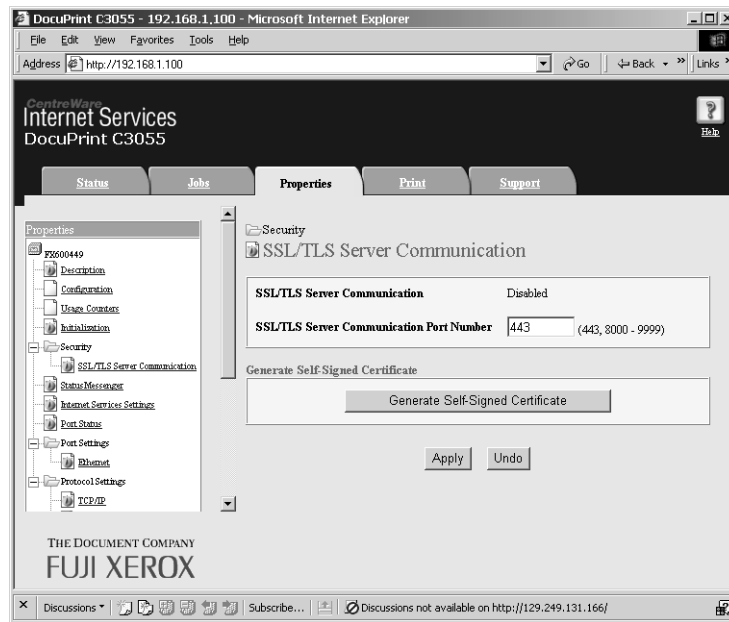 DocuPrint C3055 - 192.168.1.100 - Microsoft Internet Explorer
File Edit View Favorites Tools Help
Address http://192.168.1.100 Go Back » Links »
CentreWare
Internet Services
DocuPrint C3055
Help
Status Jobs Properties Print Support
Properties
FX600449
Description
Configuration
Usage Counters
Initialization
Security
SSL/TLS Server Communication
Status Messenger
Internet Services Settings
Port Status
Port Settings
Ethernet
Protocol Settings
TCP/IP
Security
SSL/TLS Server Communication
SSL/TLS Server Communication Disabled
SSL/TLS Server Communication Port Number 443 (443, 8000 - 9999)
Generate Self-Signed Certificate
Generate Self-Signed Certificate
Apply Undo
THE DOCUMENT COMPANY
FUJI XEROX
Discussions Subscribe... Discussions not available on http://129.249.131.166/